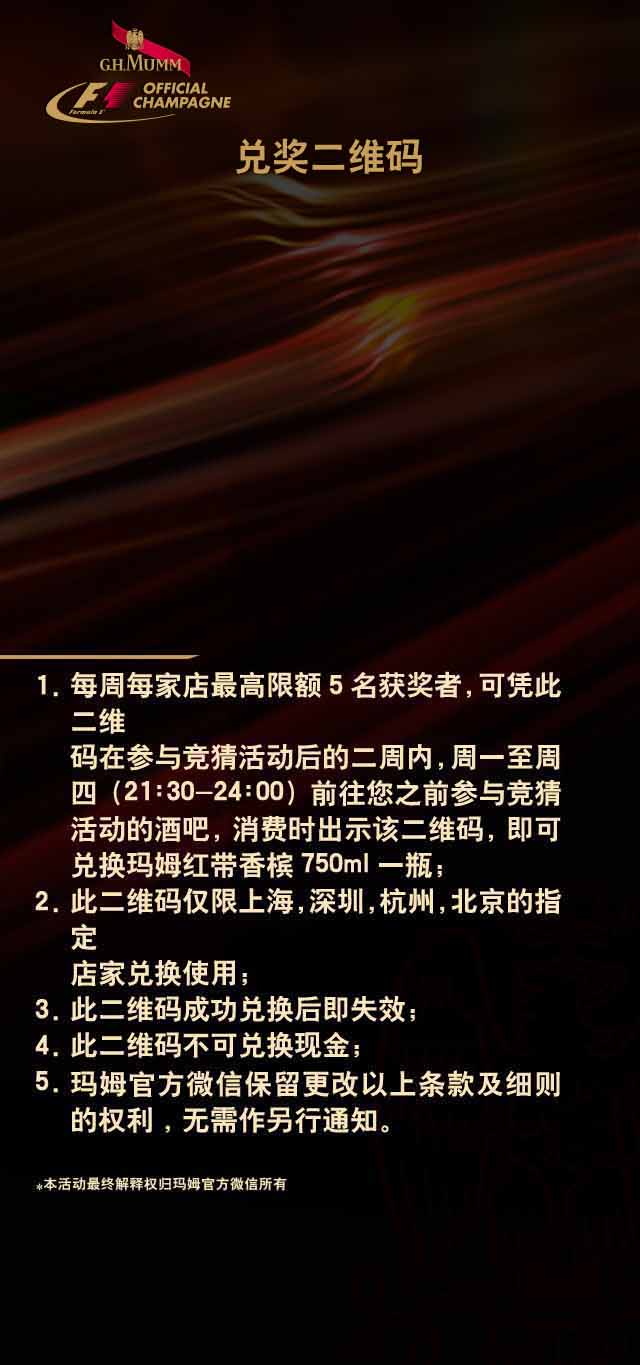 G.H.MUMM
F1 OFFICIAL
Formula 1 CHAMPAGNE
兑奖二维码
1. 每周每家店最高限额 5 名获奖者,可凭此
二维
码在参与竞猜活动后的二周内,周一至周
四（21:30-24:00）前往您之前参与竞猜
活动的酒吧，消费时出示该二维码，即可
兑换玛姆红带香槟 750ml 一瓶；
2. 此二维码仅限上海,深圳,杭州,北京的指
定
店家兑换使用；
3. 此二维码成功兑换后即失效；
4. 此二维码不可兑换现金；
5. 玛姆官方微信保留更改以上条款及细则
的权利，无需作另行通知。
*本活动最终解释权归玛姆官方微信所有